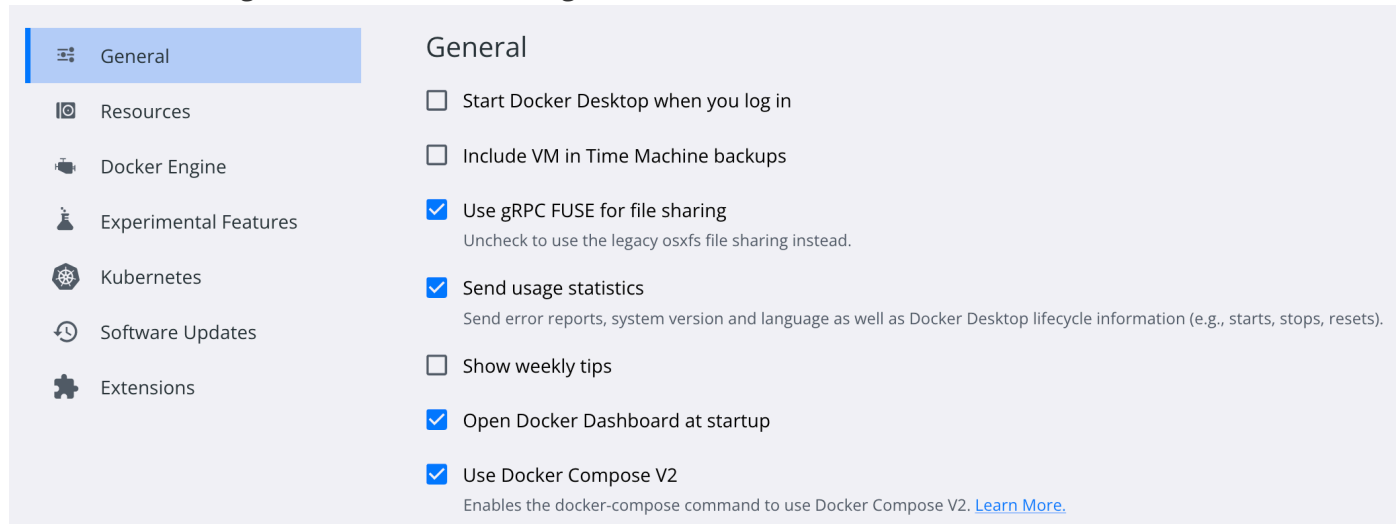 General
Resources
Docker Engine
Experimental Features
Kubernetes
Software Updates
Extensions
General
Start Docker Desktop when you log in
Include VM in Time Machine backups
Use gRPC FUSE for file sharing
Uncheck to use the legacy osxfs file sharing instead.
Send usage statistics
Send error reports, system version and language as well as Docker Desktop lifecycle information (e.g., starts, stops, resets).
Show weekly tips
Open Docker Dashboard at startup
Use Docker Compose V2
Enables the docker-compose command to use Docker Compose V2. Learn More.